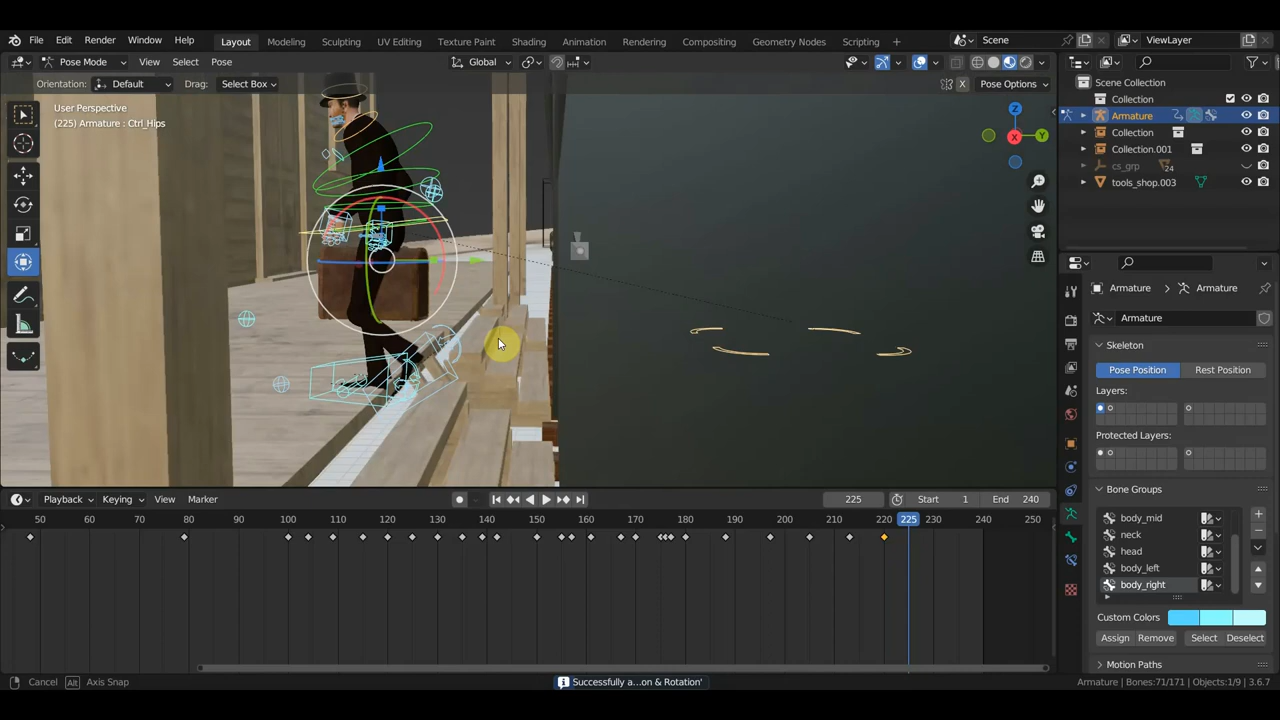 File Edit Render Window Help Layout Modeling Sculpting UV Editing Texture Paint Shading Animation Rendering Compositing Geometry Nodes Scripting + Scene ViewLayer
Pose Mode View Select Pose Global
Orientation: Default Drag: Select Box X Pose Options
User Perspective
(225) Armature : Ctrl_Hips
Z
Y
X
Scene Collection
Collection
Armature
Collection
Collection.001
cs_grp 24
tools_shop.003
Armature > Armature
Armature
Skeleton
Pose Position Rest Position
Layers:
Protected Layers:
Bone Groups
body_mid
neck
head
body_left
body_right
Custom Colors
Assign Remove Select Deselect
Motion Paths
Playback Keying View Marker 225 Start 1 End 240
50 60 70 80 90 100 110 120 130 140 150 160 170 180 190 200 210 220 225 230 240 250
Cancel Alt Axis Snap Successfully a...on & Rotation' Armature | Bones:71/171 | Objects:1/9 | 3.6.7